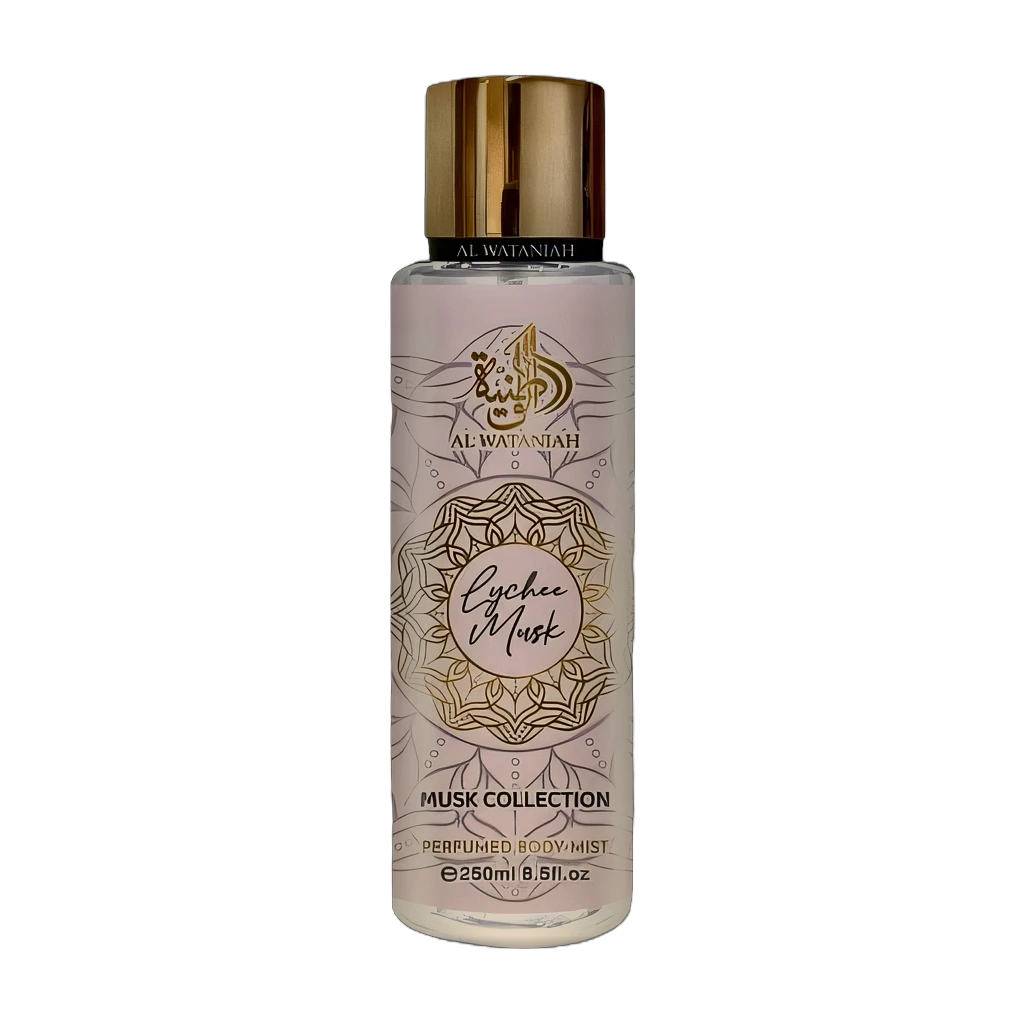 AL WATANIAH
الوطنية
AL WATANIAH
Lychee
Musk
MUSK COLLECTION
PERFUMED BODY MIST
℮250ml 8.5fl.oz